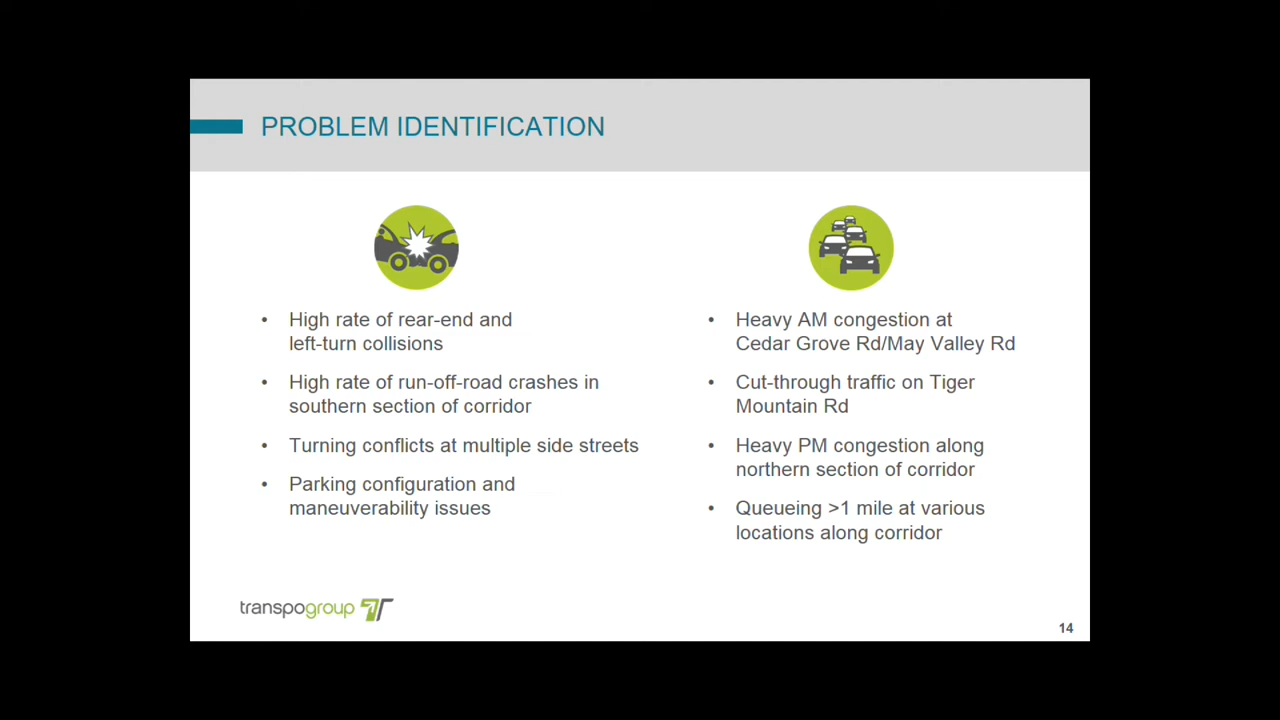 PROBLEM IDENTIFICATION
• High rate of rear-end and
left-turn collisions
• High rate of run-off-road crashes in
southern section of corridor
• Turning conflicts at multiple side streets
• Parking configuration and
maneuverability issues
• Heavy AM congestion at
Cedar Grove Rd/May Valley Rd
• Cut-through traffic on Tiger
Mountain Rd
• Heavy PM congestion along
northern section of corridor
• Queueing >1 mile at various
locations along corridor
transpogroup
14